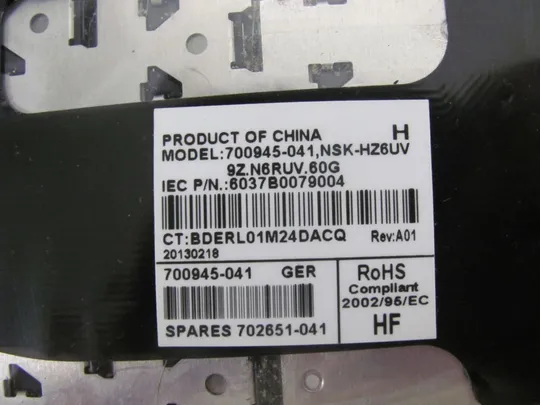 PRODUCT OF CHINA H
MODEL:700945-041,NSK-HZ6UV
9Z.N6RUV.60G
IEC P/N.:6037B0079004
CT:BDERL01M24DACQ Rev:A01
20130218
700945-041 GER
SPARES 702651-041
RoHS
Compliant
2002/95/EC
HF